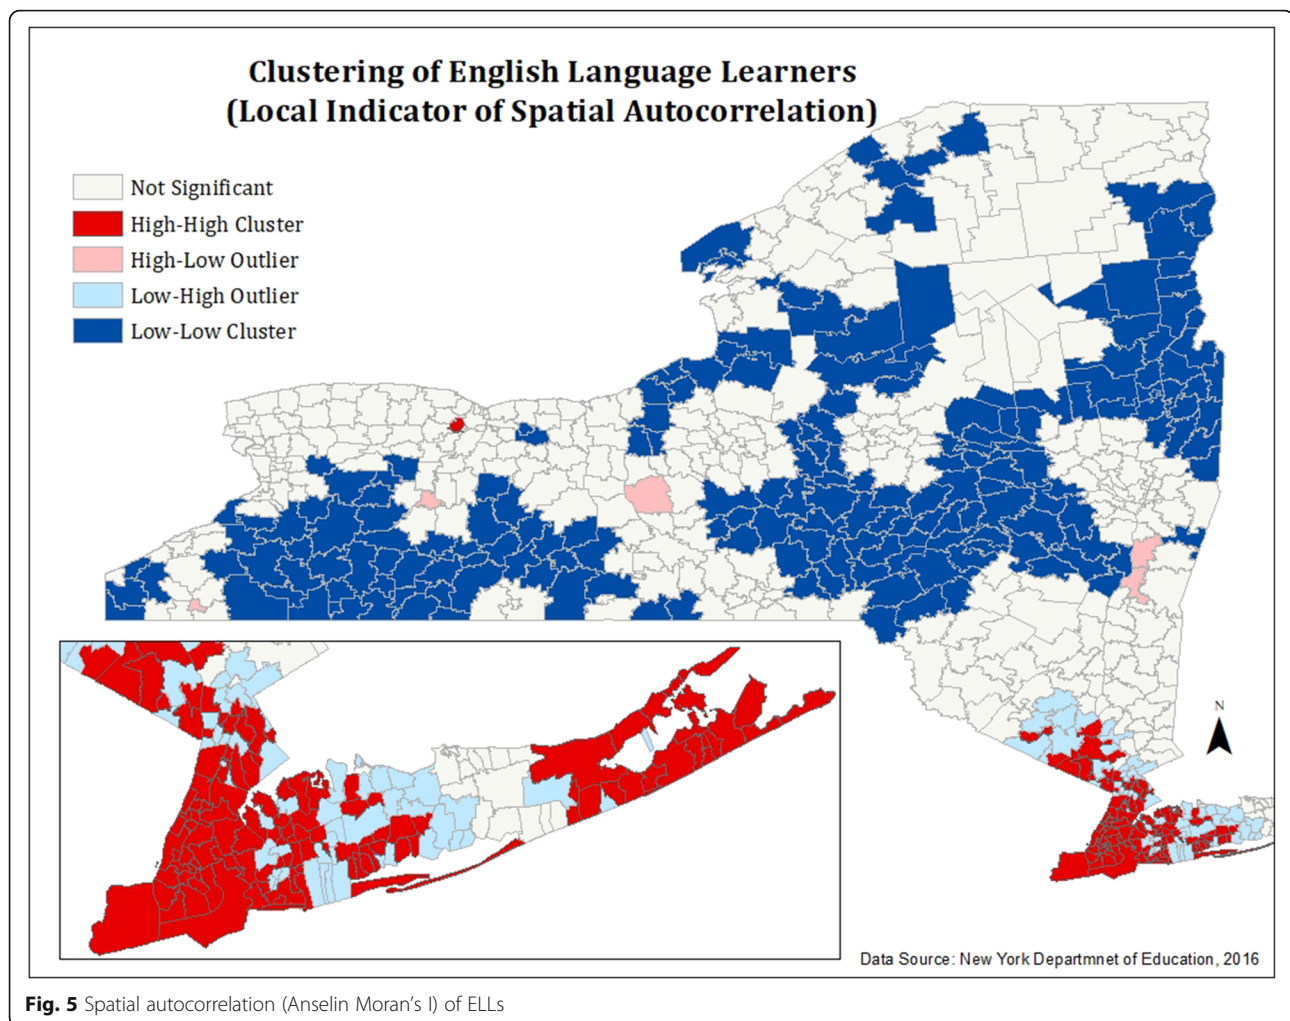 Clustering of English Language Learners
(Local Indicator of Spatial Autocorrelation)
Not Significant
High-High Cluster
High-Low Outlier
Low-High Outlier
Low-Low Cluster
N
Data Source: New York Departmnet of Education, 2016
Fig. 5 Spatial autocorrelation (Anselin Moran's I) of ELLs